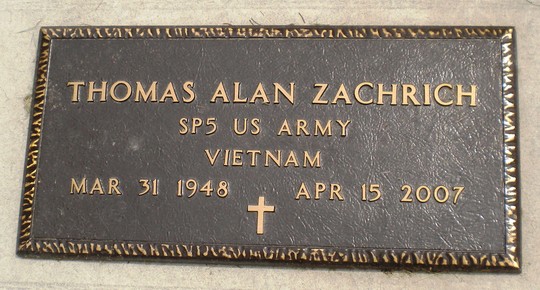 THOMAS ALAN ZACHRICH
SP5 US ARMY
VIETNAM
MAR 31 1948 APR 15 2007